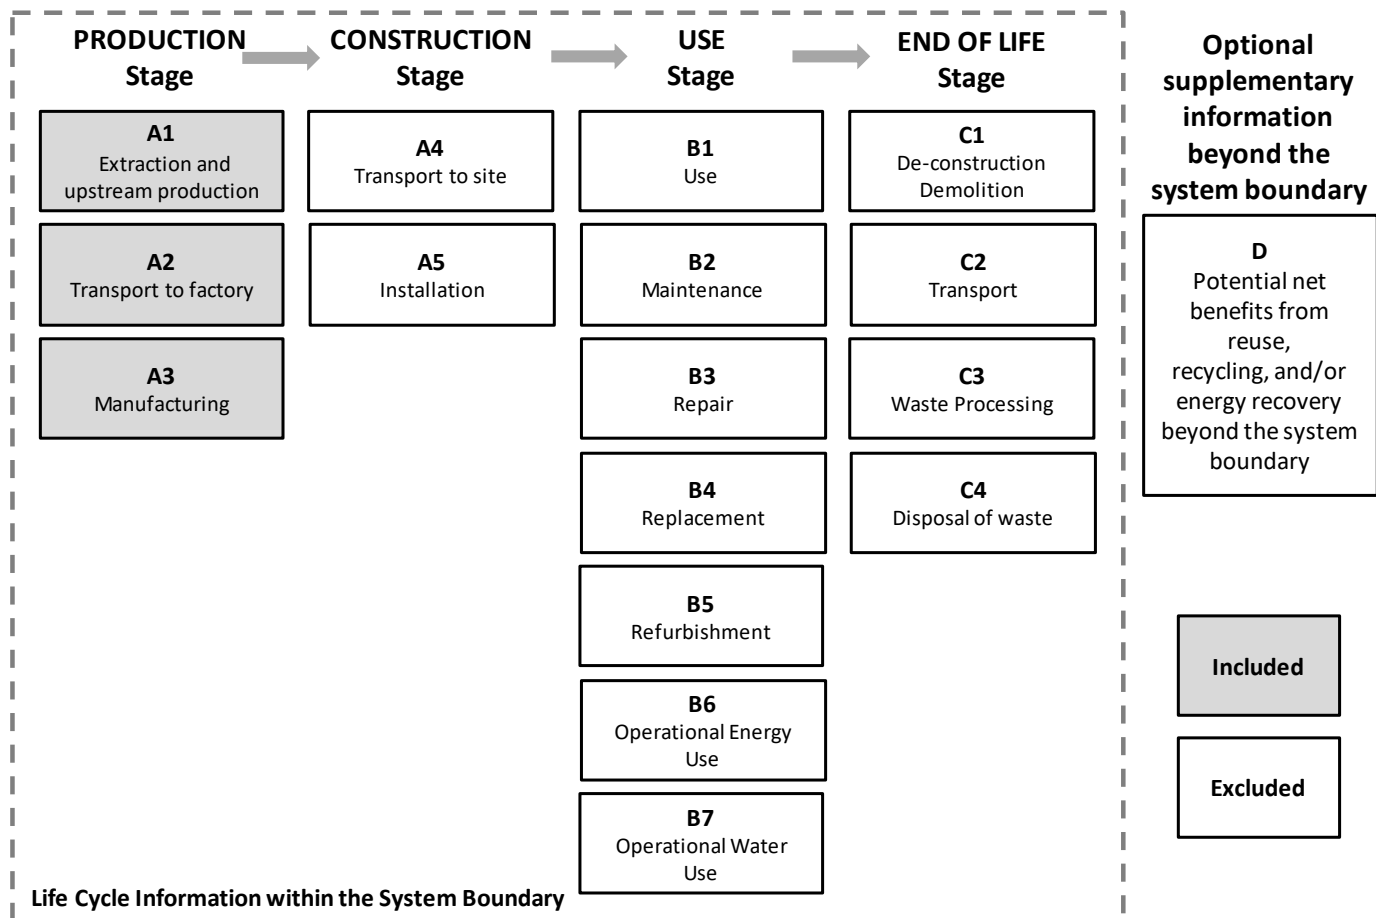 PRODUCTION
Stage
CONSTRUCTION
Stage
USE
Stage
END OF LIFE
Stage
A1
Extraction and
upstream production
A2
Transport to factory
A3
Manufacturing
A4
Transport to site
A5
Installation
B1
Use
B2
Maintenance
B3
Repair
B4
Replacement
B5
Refurbishment
B6
Operational Energy
Use
B7
Operational Water
Use
C1
De-construction
Demolition
C2
Transport
C3
Waste Processing
C4
Disposal of waste
Life Cycle Information within the System Boundary
Optional
supplementary
information
beyond the
system boundary
D
Potential net
benefits from
reuse,
recycling, and/or
energy recovery
beyond the system
boundary
Included
Excluded